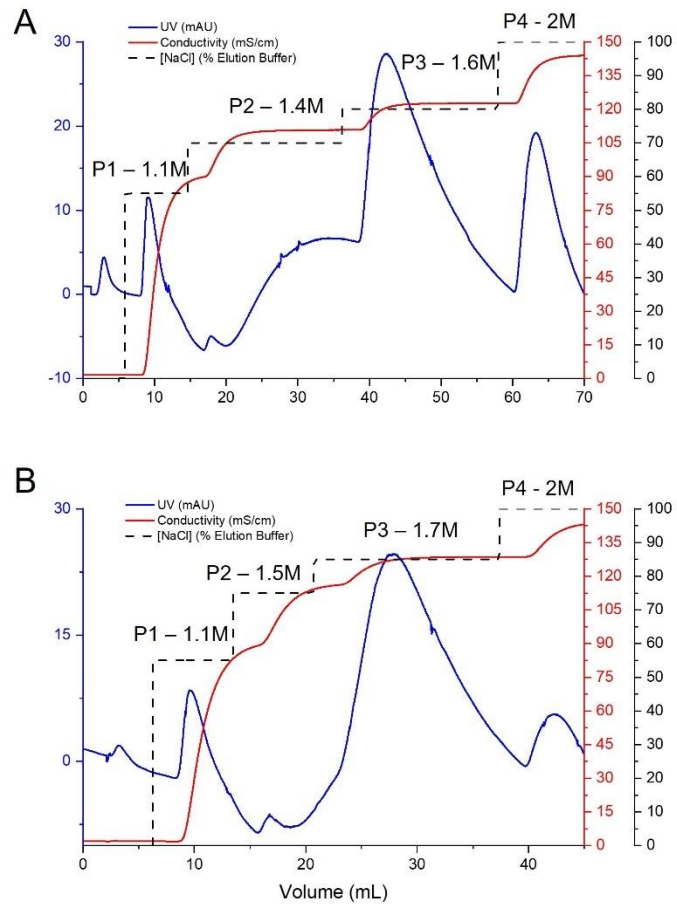 A
UV (mAU)
Conductivity (mS/cm)
[NaCl] (% Elution Buffer)
P1 – 1.1M
P2 – 1.4M
P3 – 1.6M
P4 - 2M
30
20
10
0
-10
0 10 20 30 40 50 60 70
150
135
120
105
90
75
60
45
30
15
0
100
90
80
70
60
50
40
30
20
10
0
B
UV (mAU)
Conductivity (mS/cm)
[NaCl] (% Elution Buffer)
P1 – 1.1M
P2 – 1.5M
P3 – 1.7M
P4 - 2M
30
15
0
0 10 20 30 40
150
135
120
105
90
75
60
45
30
15
0
100
90
80
70
60
50
40
30
20
10
0
Volume (mL)